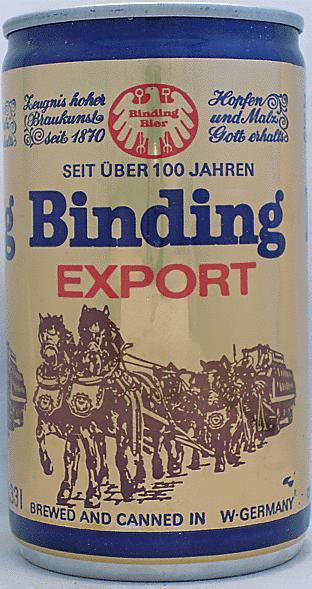 Zeugnis hoher
Braukunst
seit 1870
Binding
Bier
Hopfen
und Malz
Gott erhalts
SEIT ÜBER 100 JAHREN
g
Binding
EXPORT
33l
BREWED AND CANNED IN W·GERMANY